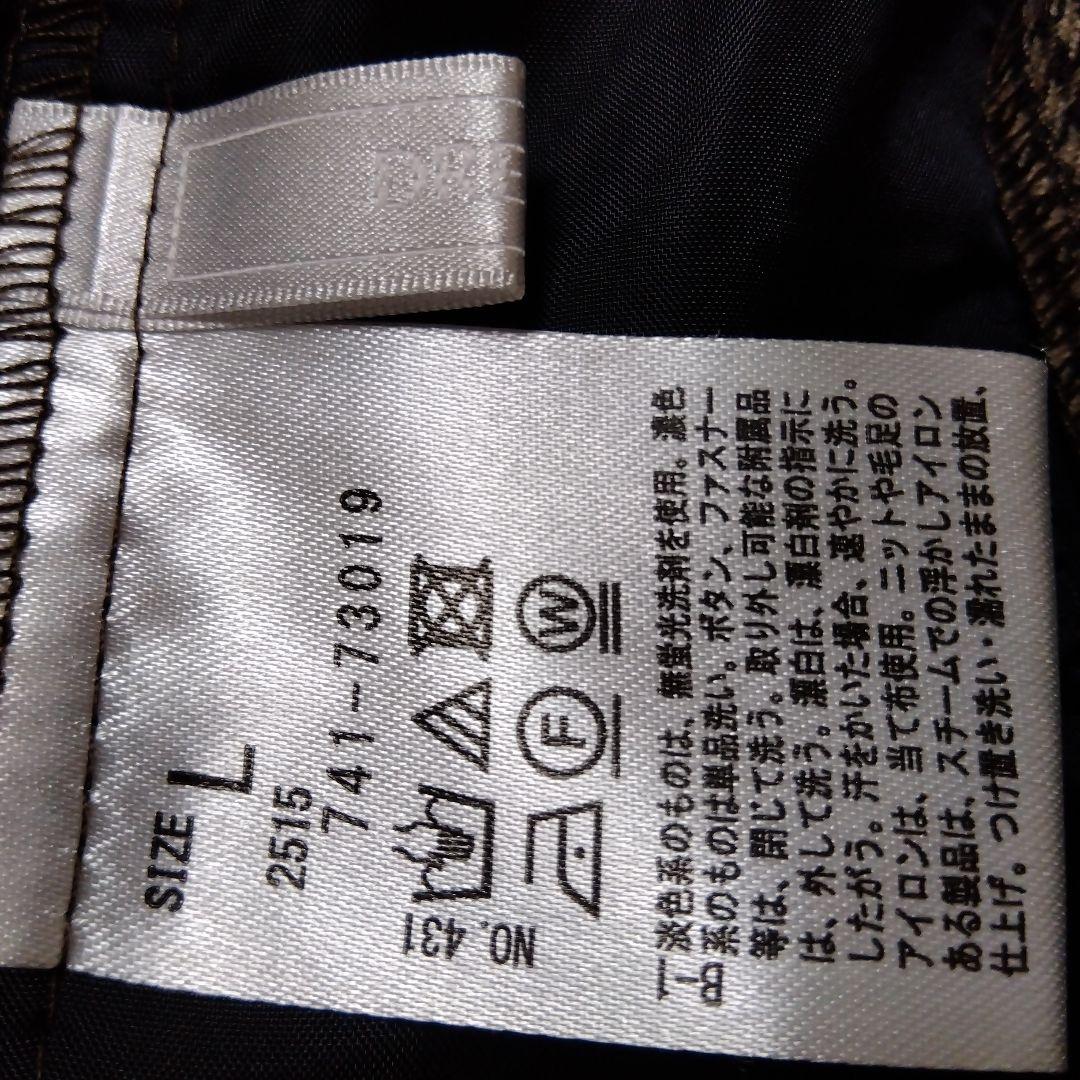 SIZE L
2515
741-73019
NO.431
F W
淡色系のものは、無蛍光洗剤を使用。濃色
系のものは単品洗い。ボタン、ファスナー
等は、閉じて洗う。取り外し可能な附属品
は、外して洗う。漂白は、漂白剤の指示に
したがう。汗をかいた場合、速やかに洗う。
アイロンは、当て布使用。ニットや毛足の
ある製品は、スチームでの浮かしアイロン
仕上げ。つけ置き洗い・濡れたままの放置、